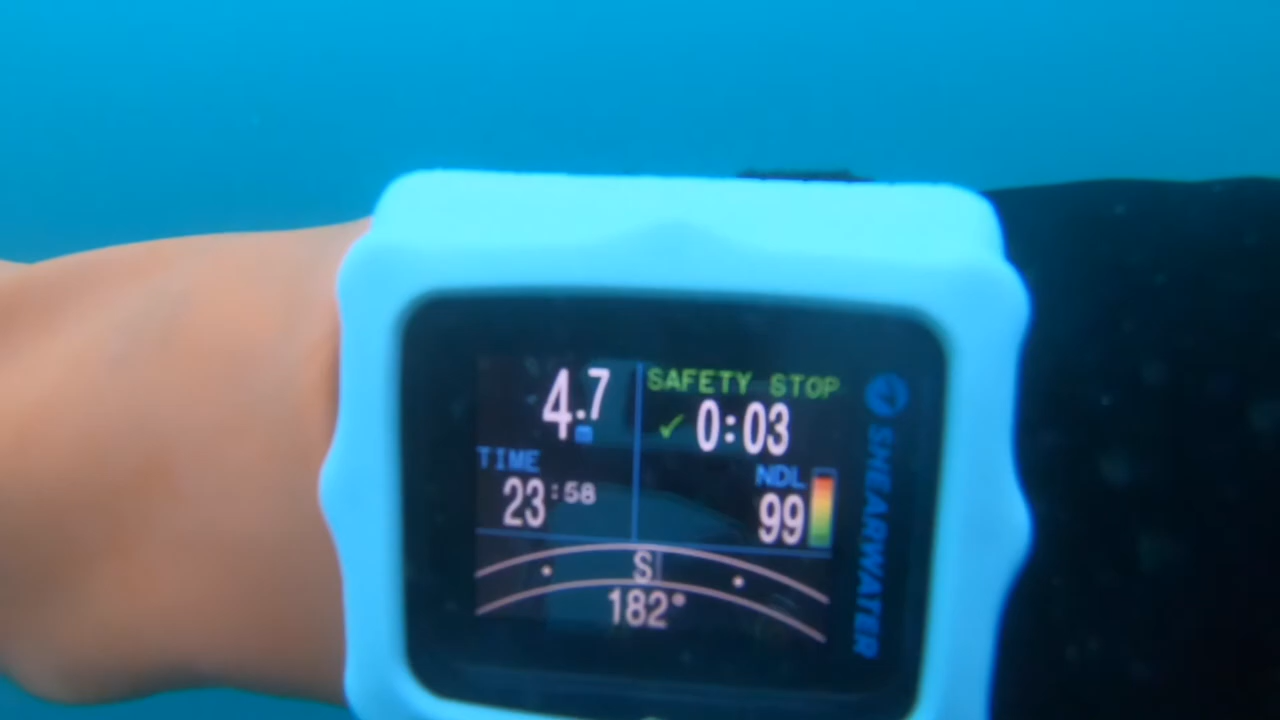 4.7
SAFETY STOP
✓ 0:03
TIME
23:58
NDL
99
S
182°
SHEARWATER